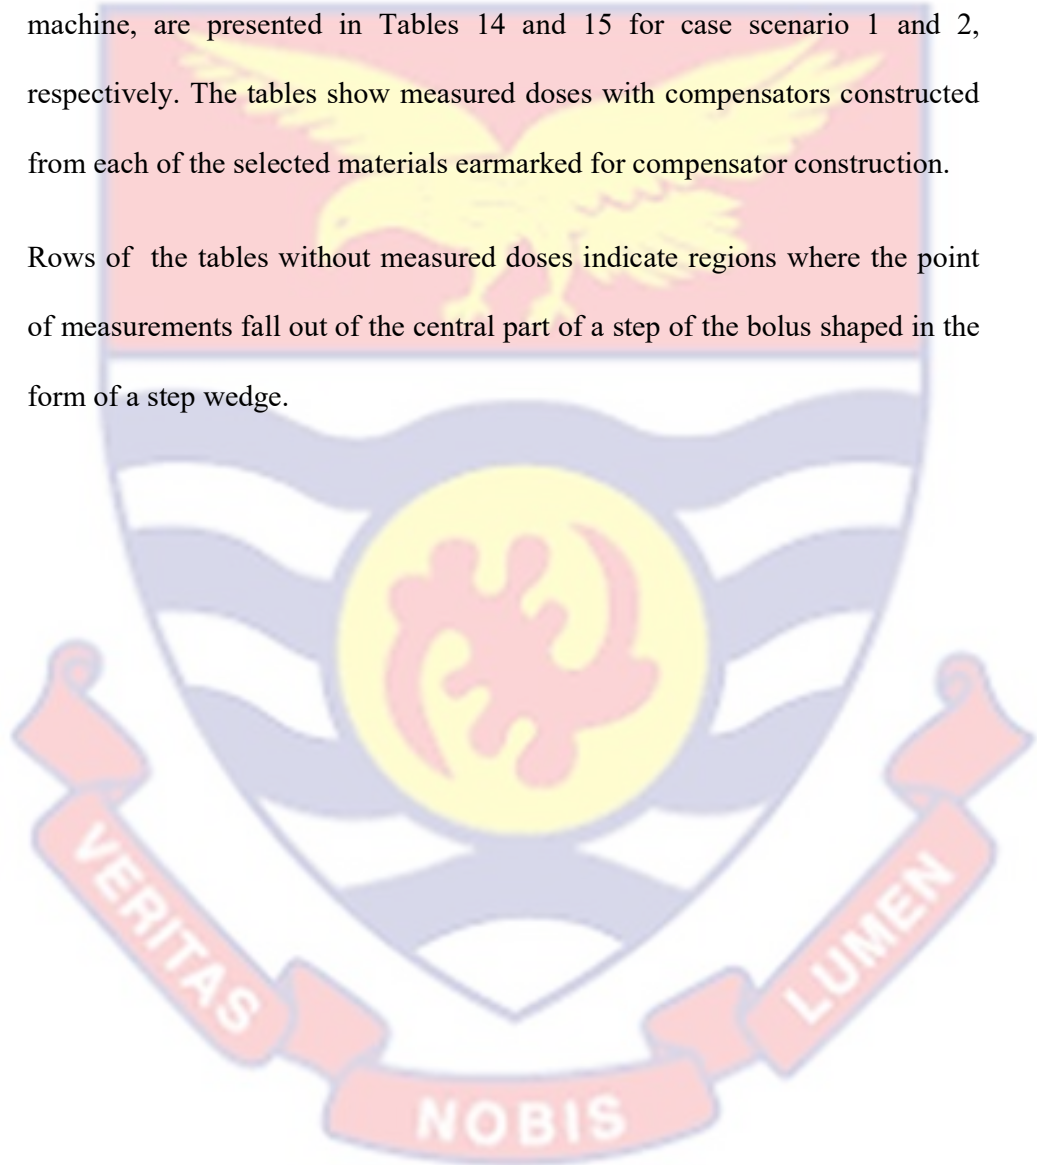 machine, are presented in Tables 14 and 15 for case scenario 1 and 2,
respectively. The tables show measured doses with compensators constructed
from each of the selected materials earmarked for compensator construction.
Rows of the tables without measured doses indicate regions where the point
of measurements fall out of the central part of a step of the bolus shaped in the
form of a step wedge.
VERITAS
NOBIS
LUMEN